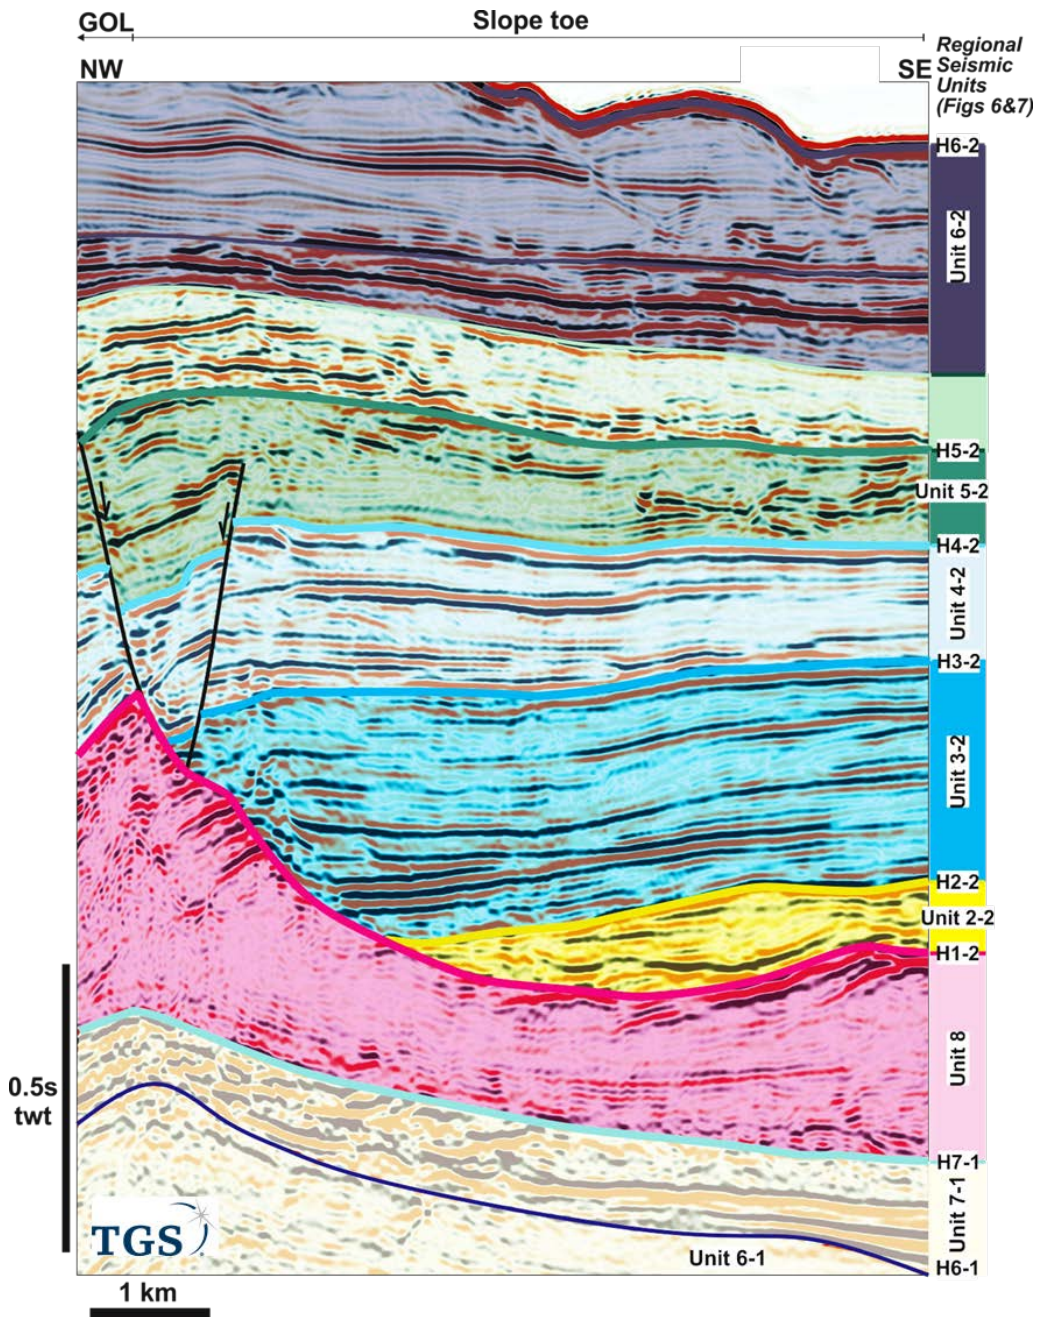 GOL
Slope toe
NW
SE
Regional
Seismic
Units
(Figs 6&7)
H6-2
Unit 6-2
H5-2
Unit 5-2
H4-2
Unit 4-2
H3-2
Unit 3-2
H2-2
Unit 2-2
H1-2
Unit 8
H7-1
Unit 7-1
H6-1
Unit 6-1
0.5s
twt
TGS
1 km